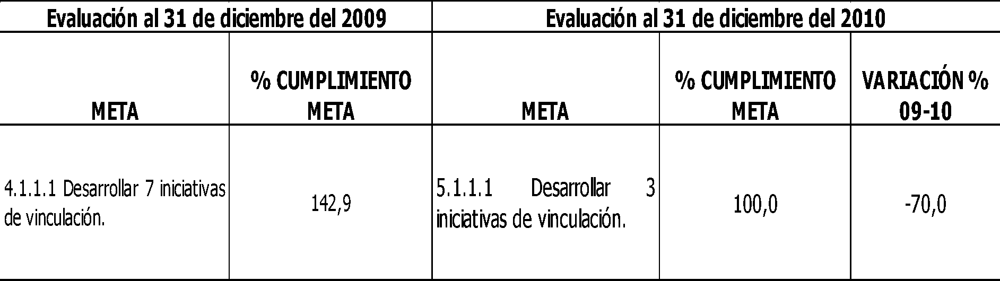 Evaluación al 31 de diciembre del 2009
Evaluación al 31 de diciembre del 2010
META
% CUMPLIMIENTO
META
META
% CUMPLIMIENTO
META
VARIACIÓN %
09-10
4.1.1.1 Desarrollar 7 iniciativas
de vinculación.
142,9
5.1.1.1 Desarrollar 3
iniciativas de vinculación.
100,0
-70,0